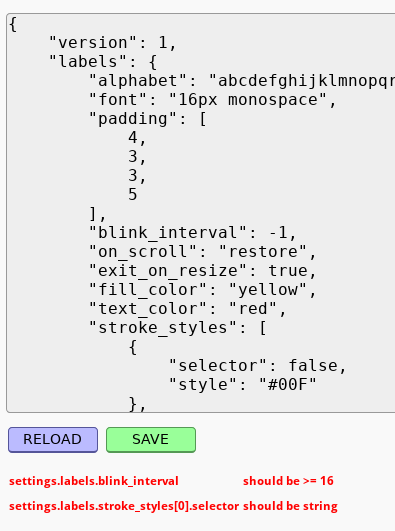 {
"version": 1,
"labels": {
"alphabet": "abcdefghijklmnopqr
"font": "16px monospace",
"padding": [
4,
3,
3,
5
],
"blink_interval": -1,
"on_scroll": "restore",
"exit_on_resize": true,
"fill_color": "yellow",
"text_color": "red",
"stroke_styles": [
{
"selector": false,
"style": "#00F"
},
RELOAD SAVE
settings.labels.blink_interval should be >= 16
settings.labels.stroke_styles[0].selector should be string